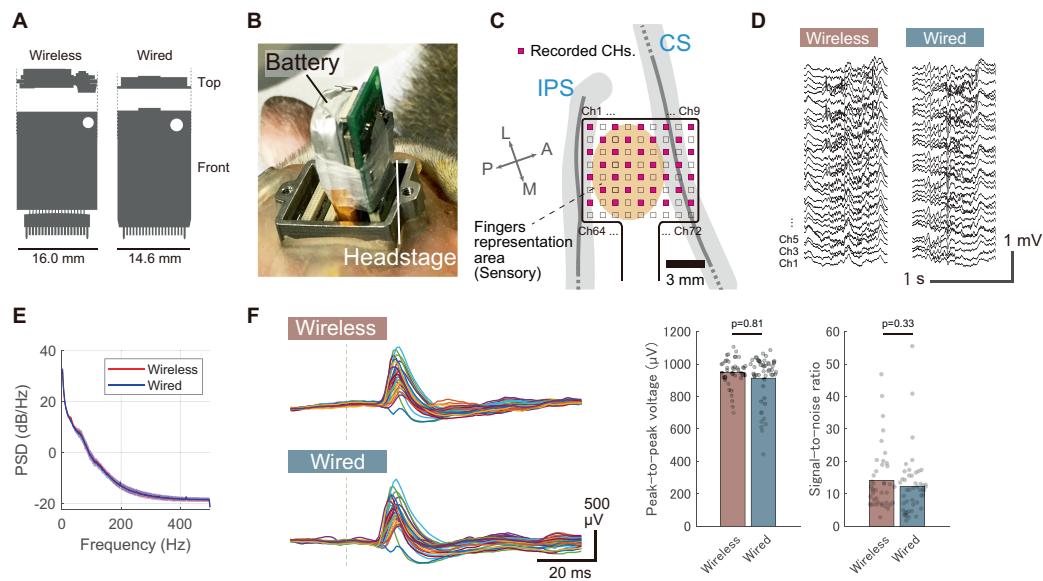 A
Wireless
Wired
Top
Front
16.0 mm
14.6 mm
B
Battery
Headstage
C
Recorded CHs.
CS
IPS
Ch1 ...
... Ch9
L
A
P
M
Ch64 ...
... Ch72
Fingers
representation
area
(Sensory)
3 mm
D
Wireless
Wired
...
Ch5
Ch3
Ch1
1 mV
1 s
E
PSD (dB/Hz)
40
20
0
-20
Wireless
Wired
0
200
400
Frequency (Hz)
F
Wireless
Wired
500
µV
20 ms
p=0.81
Peak-to-peak voltage (µV)
1200
1000
800
600
400
200
0
Wireless
Wired
p=0.33
Signal-to-noise ratio
60
50
40
30
20
10
0
Wireless
Wired